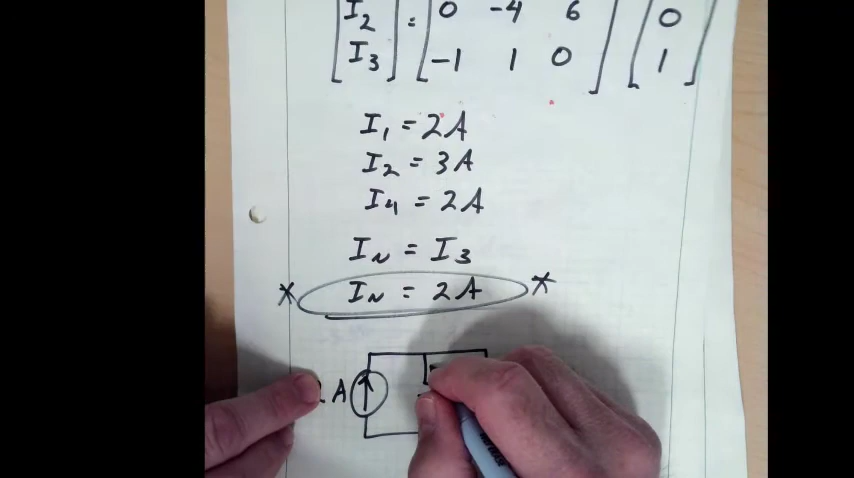 I2 = 0 -4 6 0
I3 -1 1 0 1
I1 = 2A
I2 = 3A
I4 = 2A
IN = I3
* IN = 2A *
A